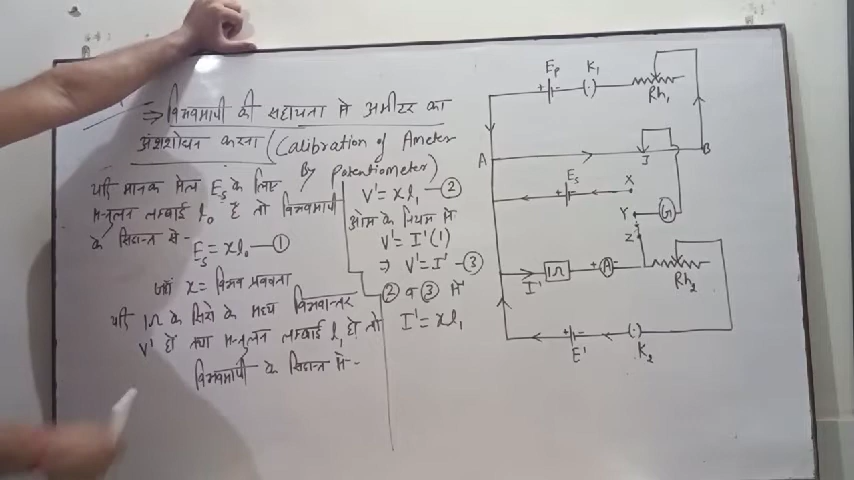 ⇒ विभवमापी की सहायता से अमीटर का
अंशशोधन करना (Calibration of Ameter
By Potentiometer)
यदि मानक सेल Es के लिए
सन्तुलन लम्बाई l₀ है तो विभवमापी
के सिद्धान्त से-
Es = xl₀ —①
जहाँ x = विभव प्रवणता
यदि 1Ω के सिरों के मध्य विभवान्तर
V' हो तथा सन्तुलन लम्बाई l₁ हो तो
विभवमापी के सिद्धान्त से--
V' = xl₁ —②
ओम के नियम से
V' = I'(1)
⇒ V' = I' —③
② व ③ से
I' = xl₁
Ep
K₁
Rh₁
A
J
B
+ Es
X
Y
G
Z
I'
1Ω
+ A -
Rh₂
+ -
E'
K₂